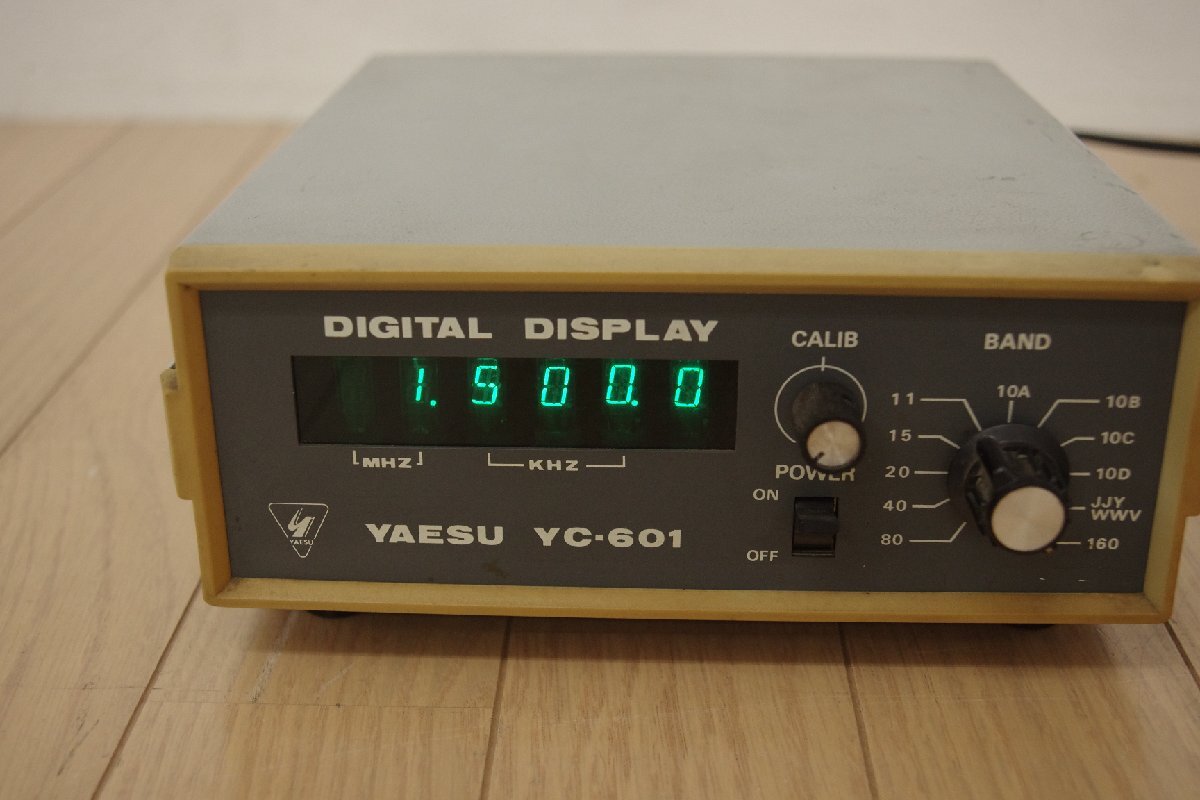 DIGITAL DISPLAY
1.500.0
MHZ
KHZ
YAESU
YAESU YC-601
CALIB
POWER
ON
OFF
BAND
10A
11
10B
15
10C
20
10D
40
JJY
WWV
80
160